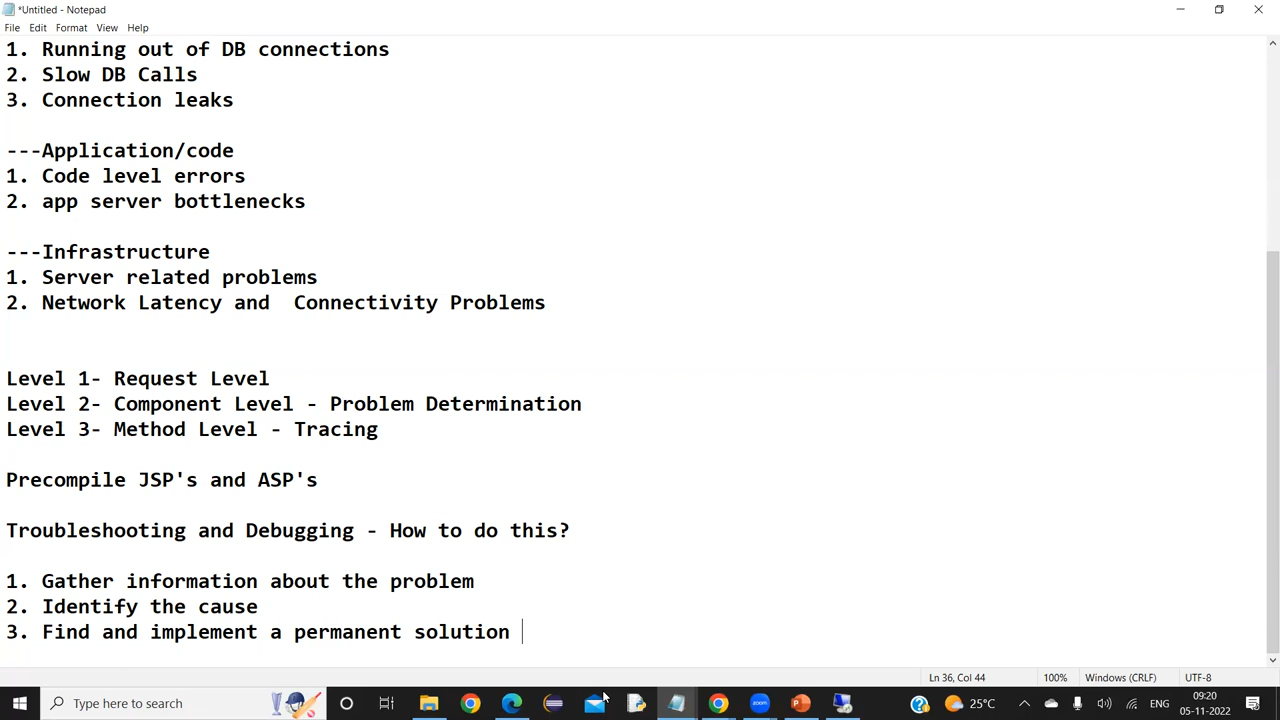 *Untitled - Notepad
File Edit Format View Help
1. Running out of DB connections
2. Slow DB Calls
3. Connection leaks
---Application/code
1. Code level errors
2. app server bottlenecks
---Infrastructure
1. Server related problems
2. Network Latency and  Connectivity Problems
Level 1- Request Level
Level 2- Component Level - Problem Determination
Level 3- Method Level - Tracing
Precompile JSP's and ASP's
Troubleshooting and Debugging - How to do this?
1. Gather information about the problem
2. Identify the cause
3. Find and implement a permanent solution
Ln 36, Col 44 100% Windows (CRLF) UTF-8
Type here to search zoom 25°C ENG 09:20
05-11-2022